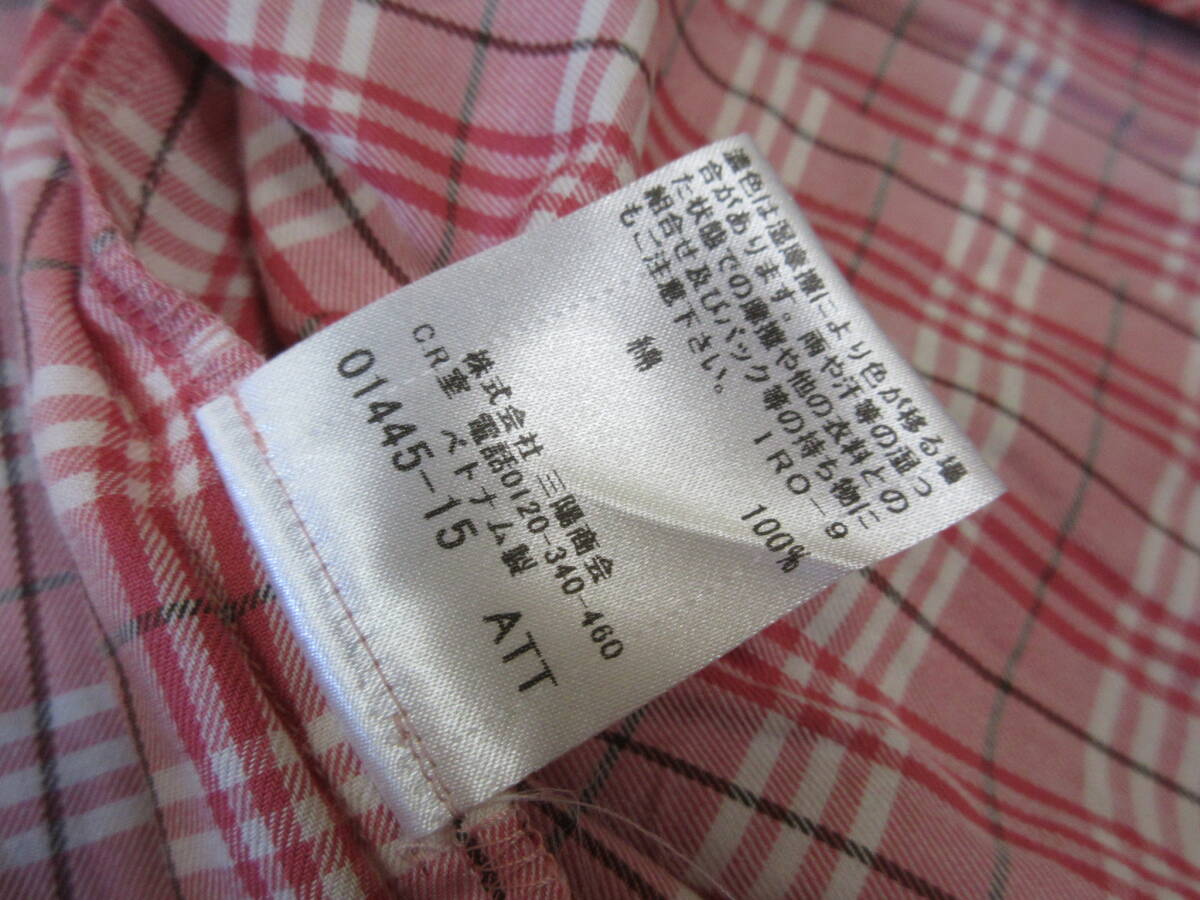 濃色は湿摩擦により色が移る場
合があります。雨や汗等の湿っ
た状態での摩擦や他の衣料との
組合せ及びバック等の持ち物に
もご注意下さい。 IRO-9
綿 100%
株式会社 三陽商会
CR室 電話0120-340-460
ベトナム製
01445-15 ATT